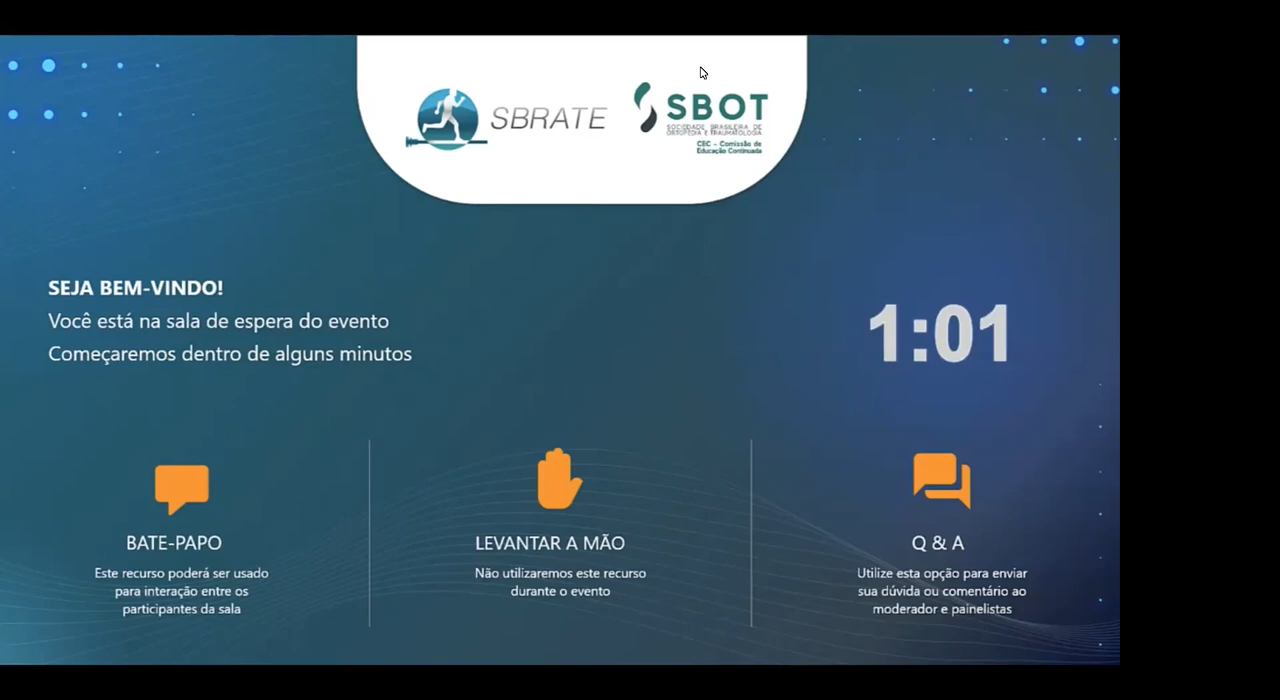 SBRATE
SBOT
SOCIEDADE BRASILEIRA DE
ORTOPEDIA E TRAUMATOLOGIA
CEC – Comissão de
Educação Continuada
SEJA BEM-VINDO!
Você está na sala de espera do evento
Começaremos dentro de alguns minutos
1:01
BATE-PAPO
Este recurso poderá ser usado
para interação entre os
participantes da sala
LEVANTAR A MÃO
Não utilizaremos este recurso
durante o evento
Q & A
Utilize esta opção para enviar
sua dúvida ou comentário ao
moderador e painelistas